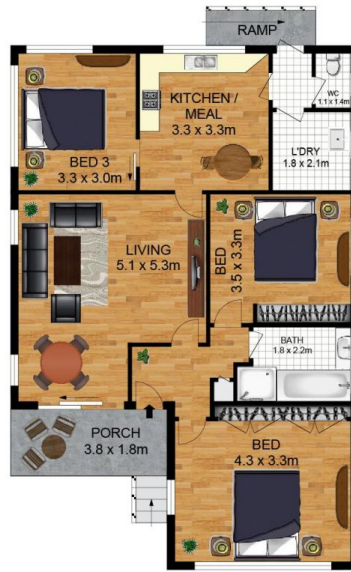 RAMP
KITCHEN /
MEAL
3.3 x 3.3m
WC
1.1 x 1.4m
BED 3
3.3 x 3.0m
L'DRY
1.8 x 2.1m
LIVING
5.1 x 5.3m
BED
3.5 x 3.3m
BATH
1.8 x 2.2m
PORCH
3.8 x 1.8m
BED
4.3 x 3.3m